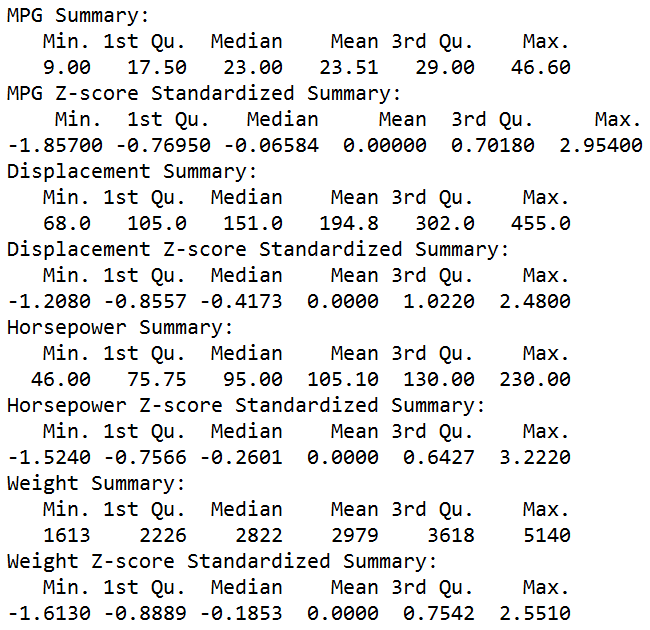 MPG Summary:
Min. 1st Qu. Median Mean 3rd Qu. Max.
9.00 17.50 23.00 23.51 29.00 46.60
MPG Z-score Standardized Summary:
Min. 1st Qu. Median Mean 3rd Qu. Max.
-1.85700 -0.76950 -0.06584 0.00000 0.70180 2.95400
Displacement Summary:
Min. 1st Qu. Median Mean 3rd Qu. Max.
68.0 105.0 151.0 194.8 302.0 455.0
Displacement Z-score Standardized Summary:
Min. 1st Qu. Median Mean 3rd Qu. Max.
-1.2080 -0.8557 -0.4173 0.0000 1.0220 2.4800
Horsepower Summary:
Min. 1st Qu. Median Mean 3rd Qu. Max.
46.00 75.75 95.00 105.10 130.00 230.00
Horsepower Z-score Standardized Summary:
Min. 1st Qu. Median Mean 3rd Qu. Max.
-1.5240 -0.7566 -0.2601 0.0000 0.6427 3.2220
Weight Summary:
Min. 1st Qu. Median Mean 3rd Qu. Max.
1613 2226 2822 2979 3618 5140
Weight Z-score Standardized Summary:
Min. 1st Qu. Median Mean 3rd Qu. Max.
-1.6130 -0.8889 -0.1853 0.0000 0.7542 2.5510